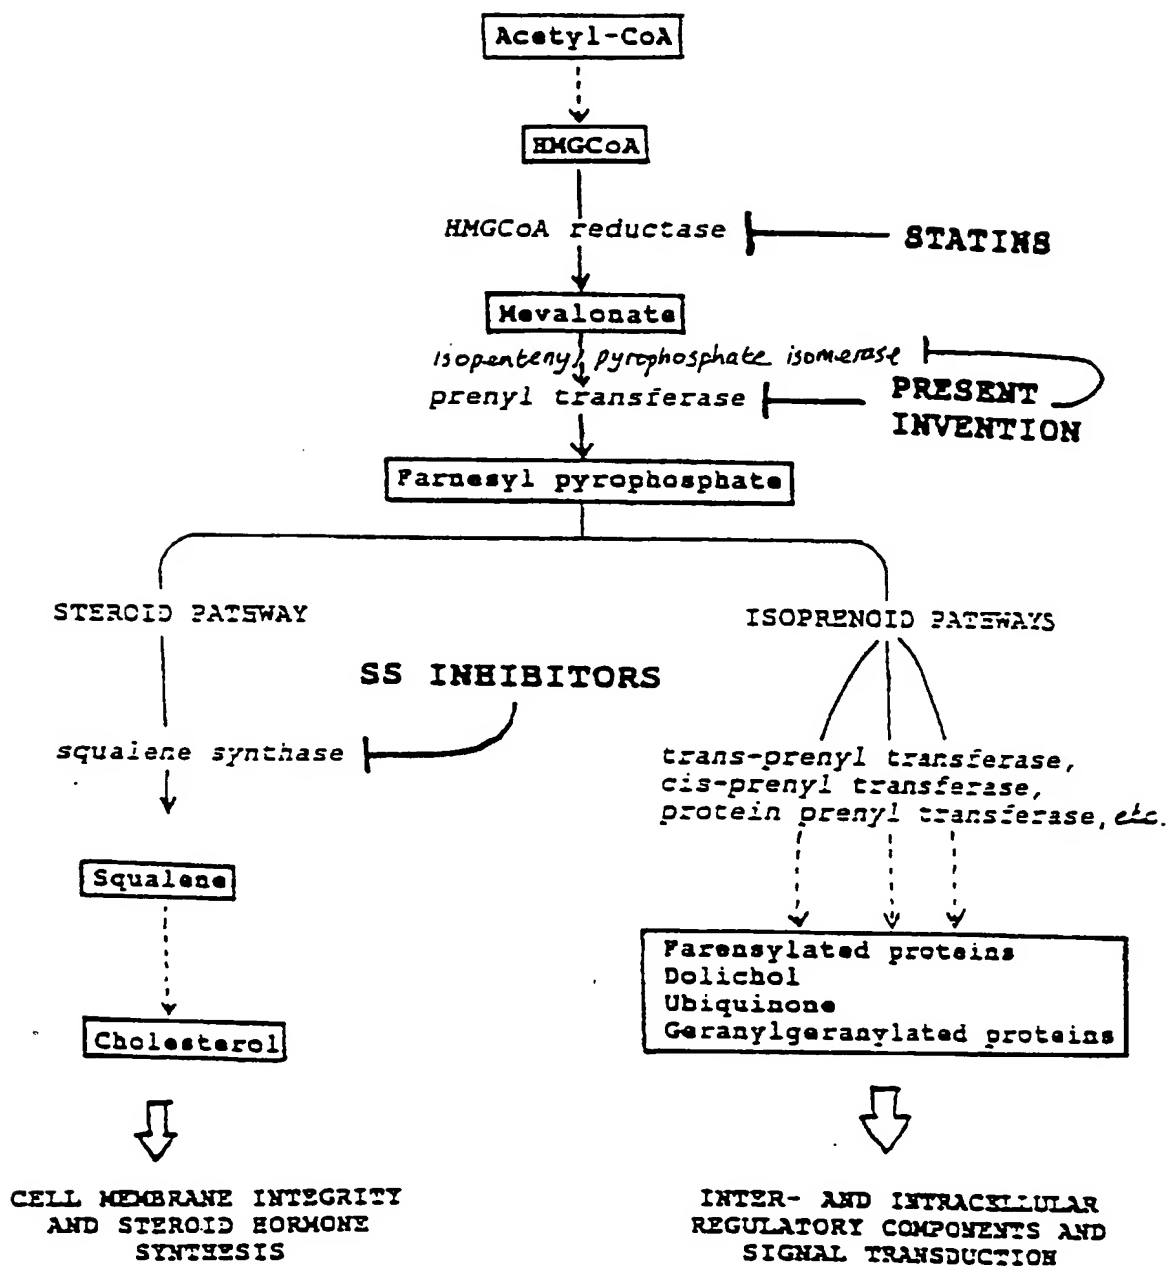 Acetyl-CoA
HMGCoA
HMGCoA reductase
STATINS
Mevalonate
isopentenyl pyrophosphate isomerase
prenyl transferase
PRESENT
INVENTION
Farnesyl pyrophosphate
STEROID PATEWAY
ISOPRENOID PATEWAYS
SS INHIBITORS
squalene synthase
trans-prenyl transferase,
cis-prenyl transferase,
protein prenyl transferase, etc.
Squalene
Farensylated proteins
Dolichol
Ubiquinone
Geranylgeranylated proteins
Cholesterol
CELL MEMBRANE INTEGRITY
AND STEROID HORMONE
SYNTHESIS
INTER- AND INTRACELLULAR
REGULATORY COMPONENTS AND
SIGNAL TRANSDUCTION